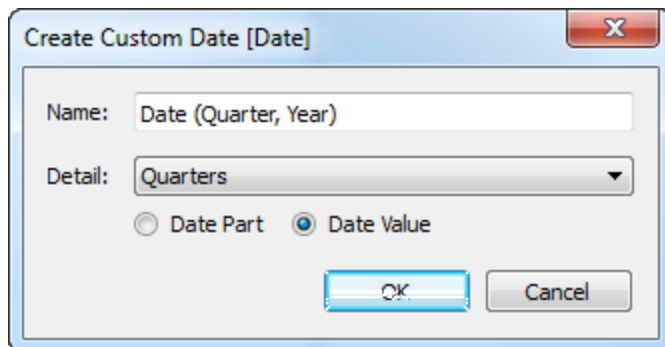 Create Custom Date [Date]
Name: Date (Quarter, Year)
Detail: Quarters
Date Part Date Value
OK Cancel